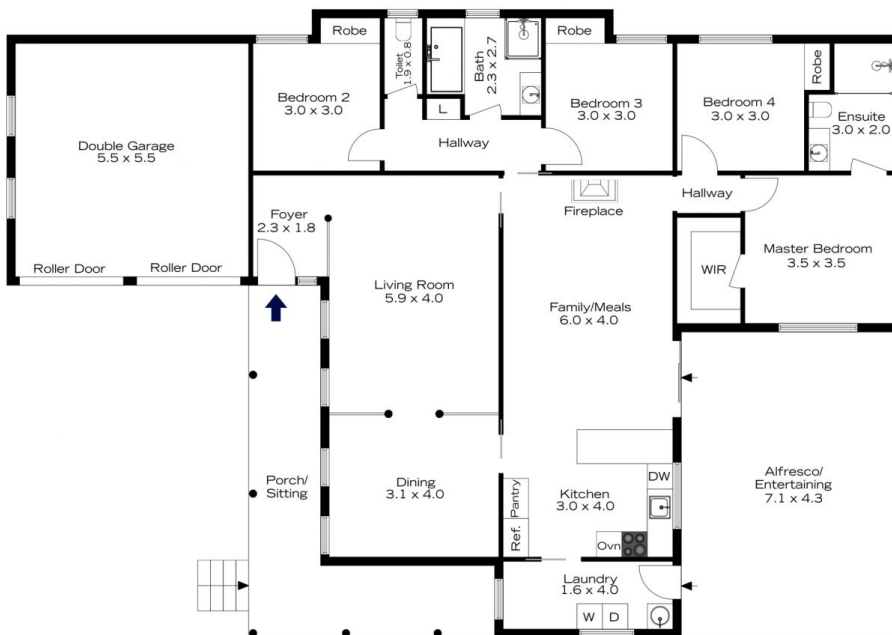 Robe
Toilet
1.9 x 0.8
Bath
2.3 x 2.7
Robe
Robe
Bedroom 2
3.0 x 3.0
L
Bedroom 3
3.0 x 3.0
Bedroom 4
3.0 x 3.0
Ensuite
3.0 x 2.0
Double Garage
5.5 x 5.5
Hallway
Hallway
Foyer
2.3 x 1.8
Fireplace
Roller Door
Roller Door
Living Room
5.9 x 4.0
Family/Meals
6.0 x 4.0
WIR
Master Bedroom
3.5 x 3.5
Porch/
Sitting
Dining
3.1 x 4.0
Pantry
Ref.
Kitchen
3.0 x 4.0
DW
Ovn
Alfresco/
Entertaining
7.1 x 4.3
Laundry
1.6 x 4.0
W
D